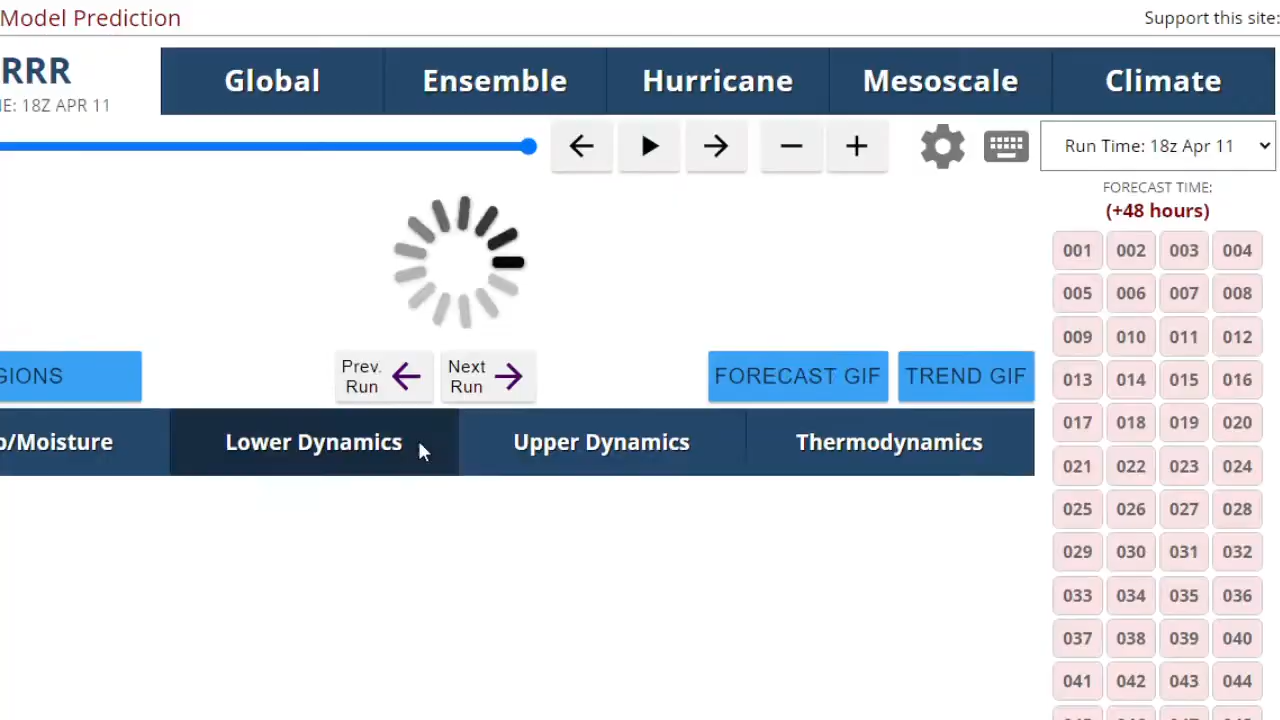 Model Prediction
Support this site:
RRR
E: 18Z APR 11
Global
Ensemble
Hurricane
Mesoscale
Climate
Run Time: 18z Apr 11
FORECAST TIME:
(+48 hours)
001 002 003 004
005 006 007 008
009 010 011 012
013 014 015 016
017 018 019 020
021 022 023 024
025 026 027 028
029 030 031 032
033 034 035 036
037 038 039 040
041 042 043 044
GIONS
Prev. Run
Next Run
FORECAST GIF
TREND GIF
p/Moisture
Lower Dynamics
Upper Dynamics
Thermodynamics